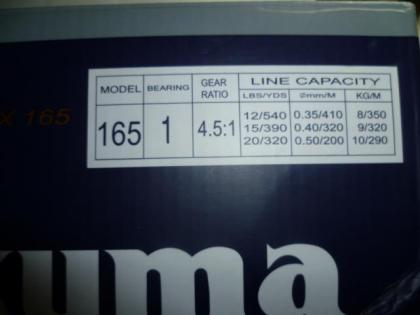 MODEL BEARING GEAR RATIO LINE CAPACITY
LBS/YDS Ømm/M KG/M
X 165
165 1 4.5:1
12/540 0.35/410 8/350
15/390 0.40/320 9/320
20/320 0.50/200 10/290
kuma